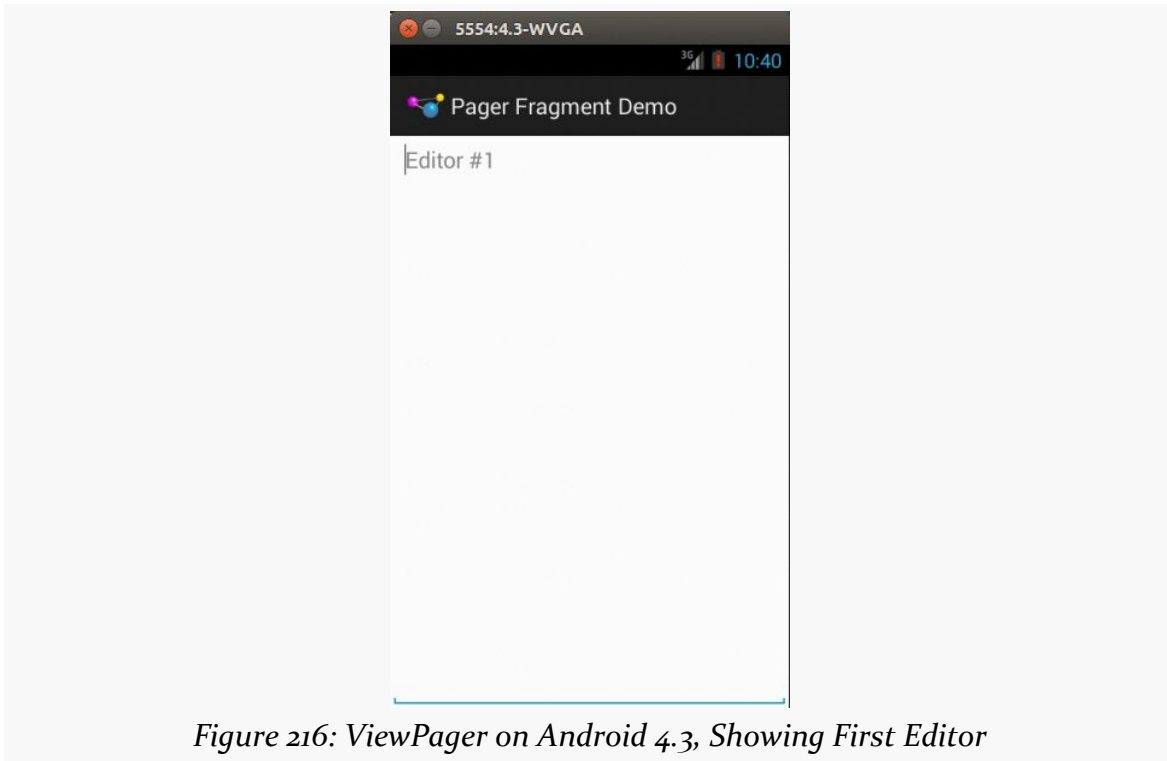 5554:4.3-WVGA
3G 10:40
Pager Fragment Demo
Editor #1
Figure 216: ViewPager on Android 4.3, Showing First Editor